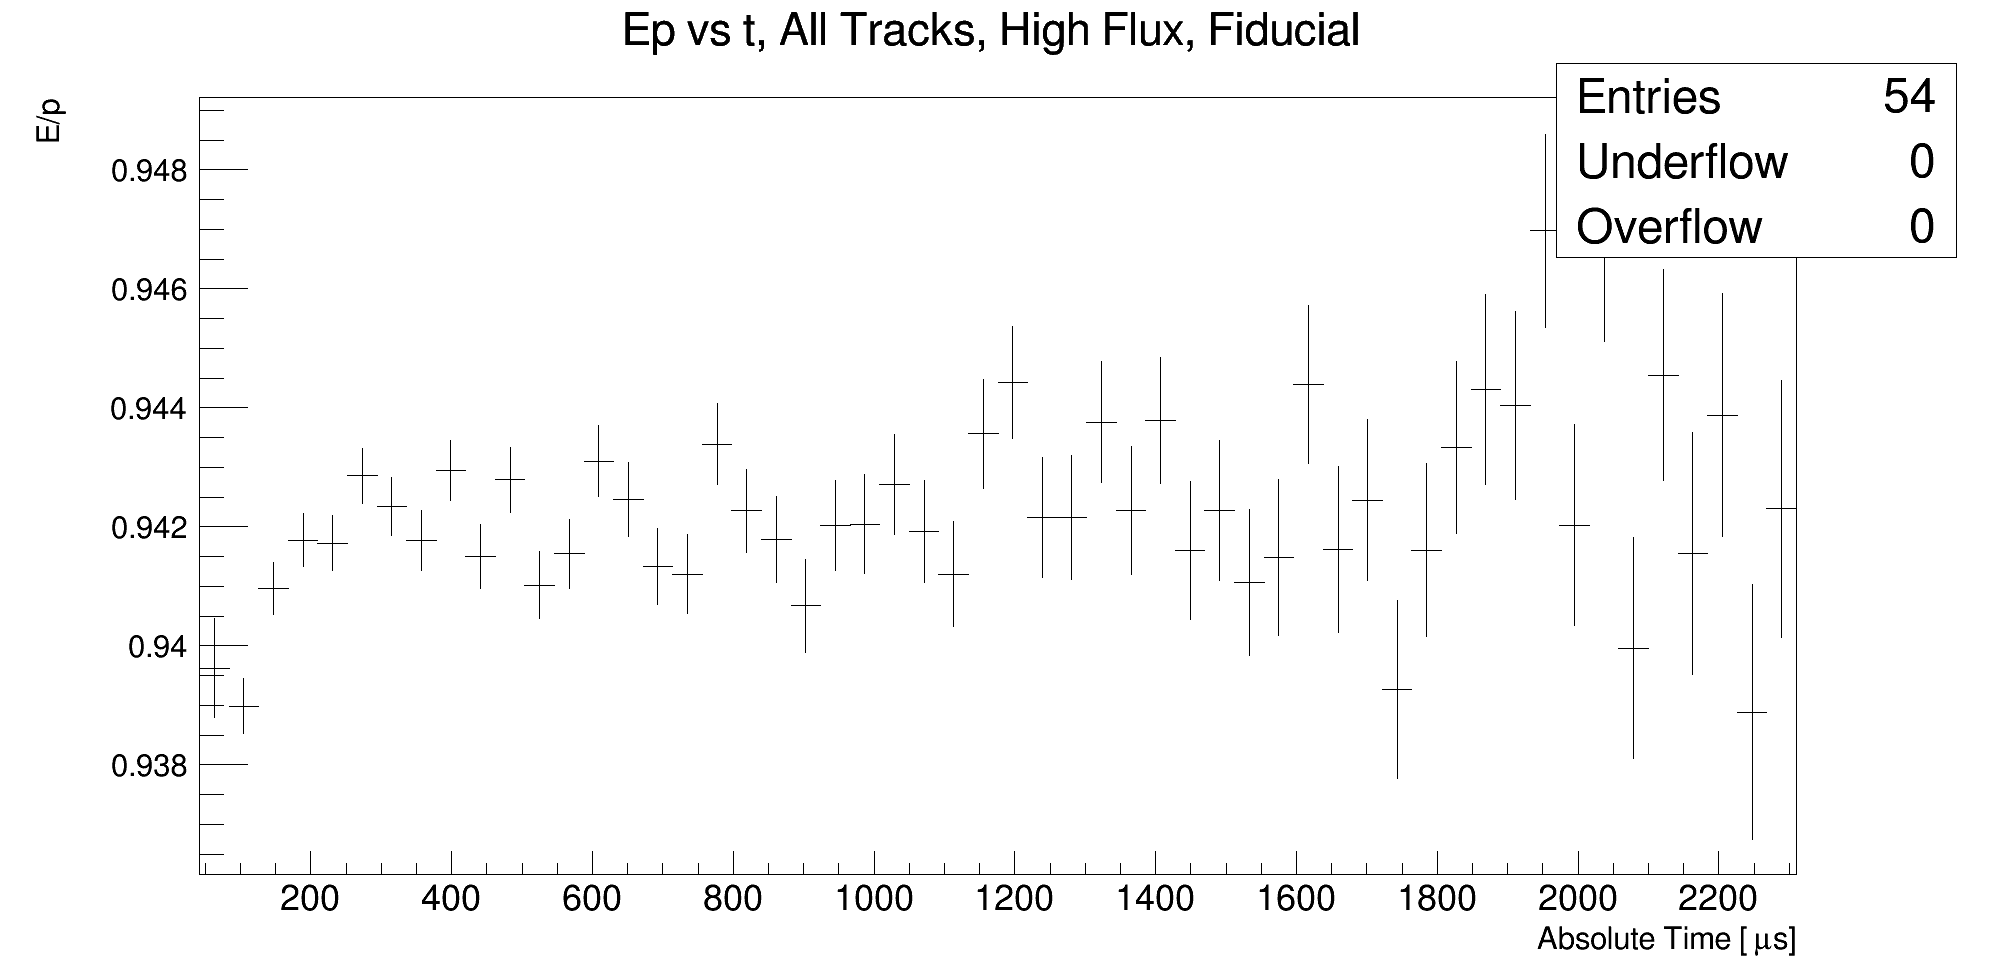 Ep vs t, All Tracks, High Flux, Fiducial
Entries 54
Underflow 0
Overflow 0
E/p
0.948
0.946
0.944
0.942
0.94
0.938
200 400 600 800 1000 1200 1400 1600 1800 2000 2200
Absolute Time [ μs]